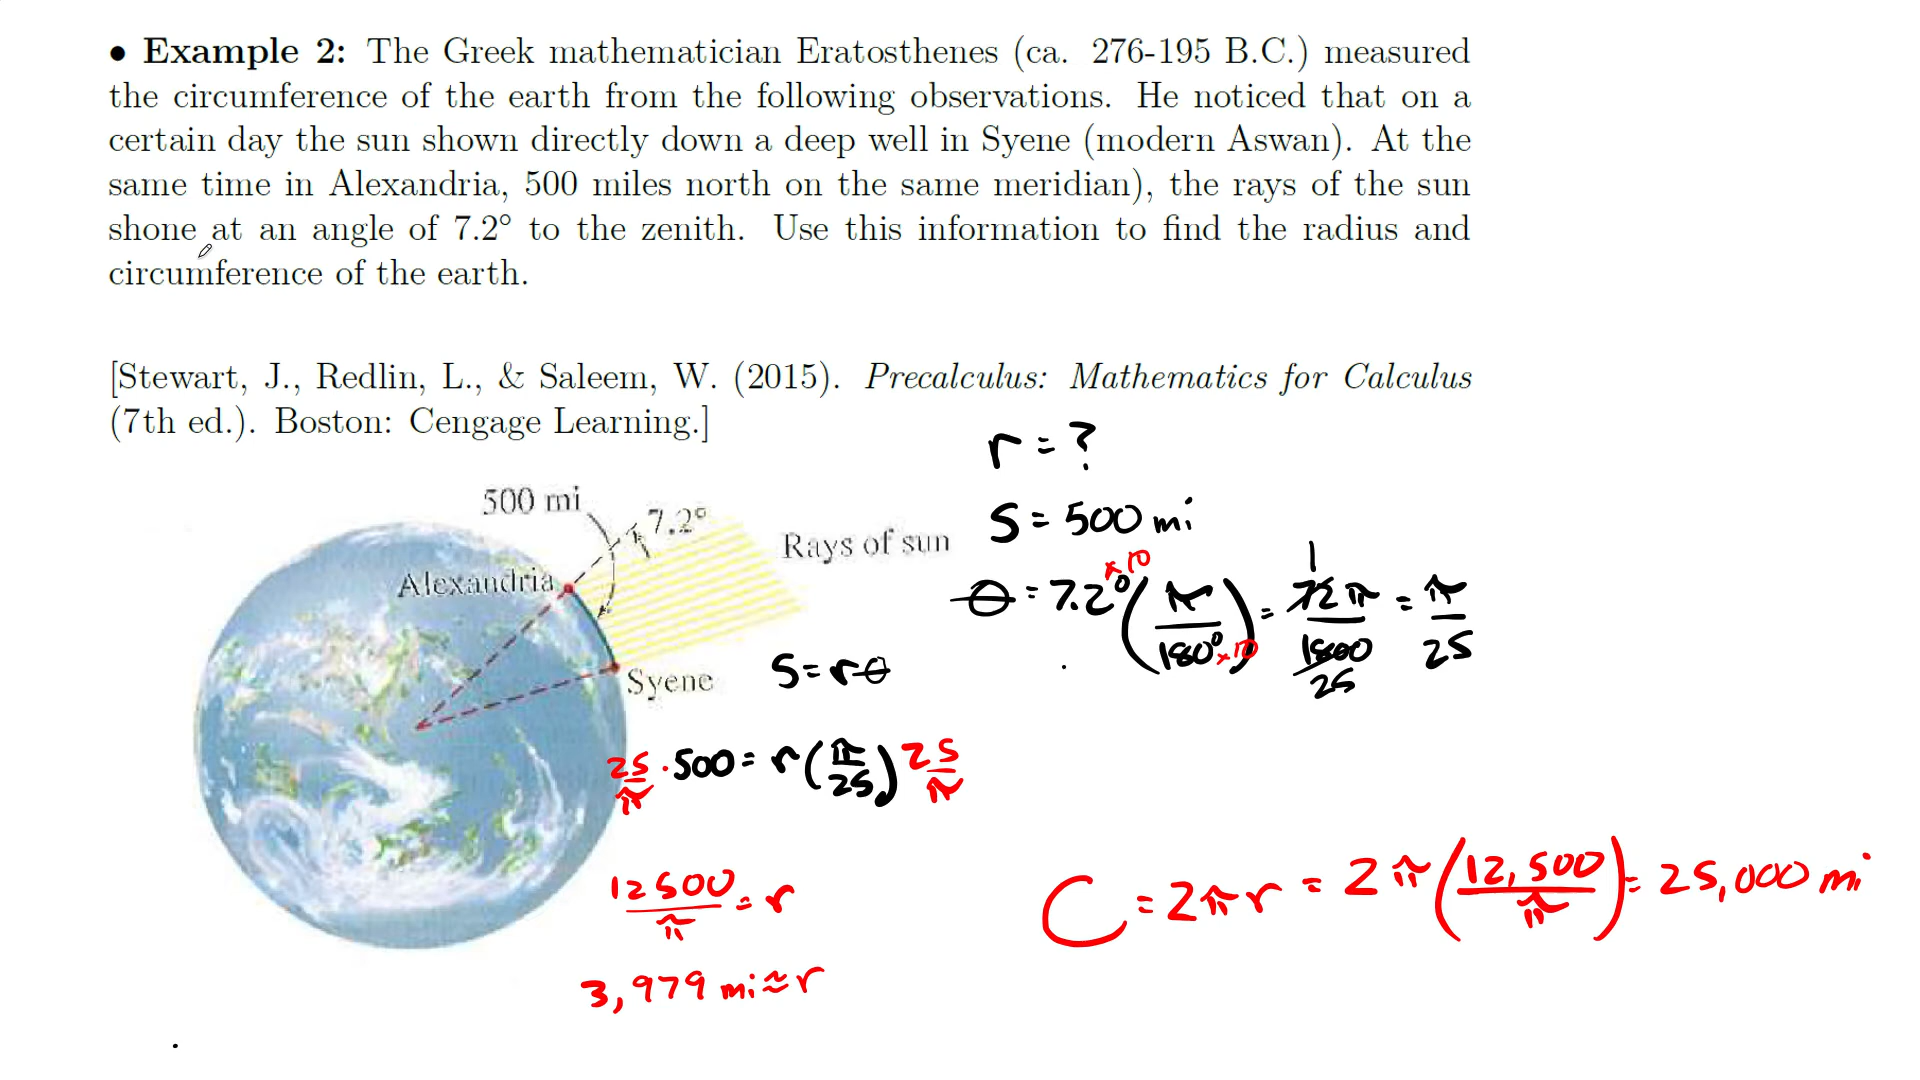 • Example 2: The Greek mathematician Eratosthenes (ca. 276-195 B.C.) measured
the circumference of the earth from the following observations. He noticed that on a
certain day the sun shown directly down a deep well in Syene (modern Aswan). At the
same time in Alexandria, 500 miles north on the same meridian), the rays of the sun
shone at an angle of 7.2° to the zenith. Use this information to find the radius and
circumference of the earth.
[Stewart, J., Redlin, L., & Saleem, W. (2015). Precalculus: Mathematics for Calculus
(7th ed.). Boston: Cengage Learning.]
r = ?
500 mi
7.2°
Rays of sun
s = 500 mi
Alexandria
θ = 7.2° ×10 (π/180° ×10) = 1 72π/1800 25 = π/25
Syene
s = rθ
25/π · 500 = r(π/25) 25/π
12500/π = r
C = 2πr = 2π(12,500/π) = 25,000 mi
3,979 mi ≈ r